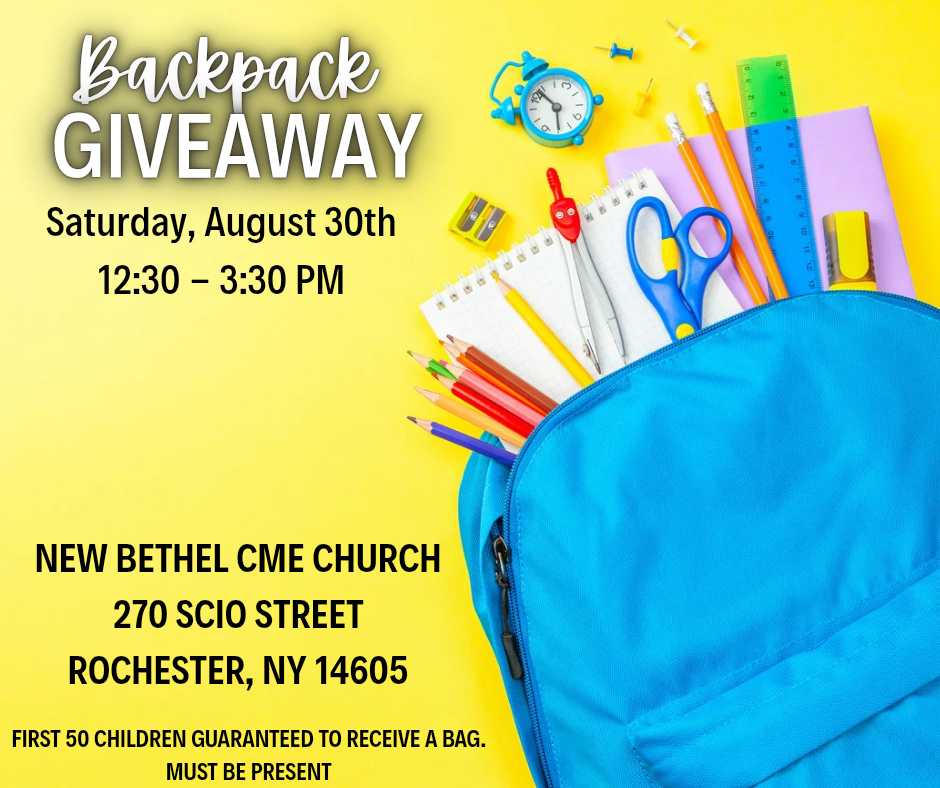 Backpack
GIVEAWAY
Saturday, August 30th
12:30 – 3:30 PM
NEW BETHEL CME CHURCH
270 SCIO STREET
ROCHESTER, NY 14605
FIRST 50 CHILDREN GUARANTEED TO RECEIVE A BAG.
MUST BE PRESENT